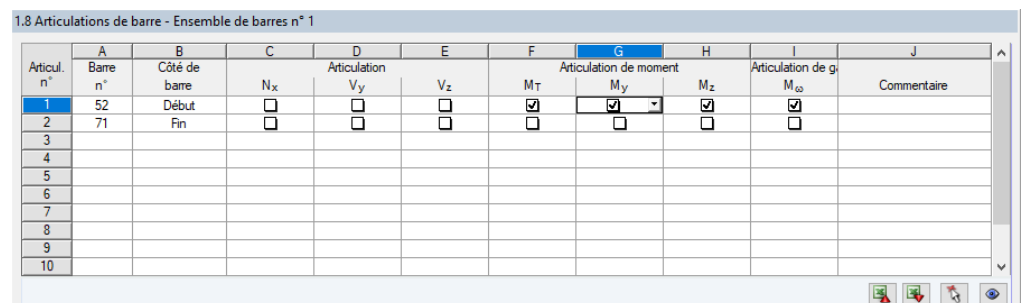 1.8 Articulations de barre - Ensemble de barres n° 1
A B C D E F G H I J
Articul. Barre Côté de Articulation Articulation de moment Articulation de ga
n° n° barre Nx Vy Vz MT My Mz Mω Commentaire
1 52 Début
2 71 Fin
3
4
5
6
7
8
9
10